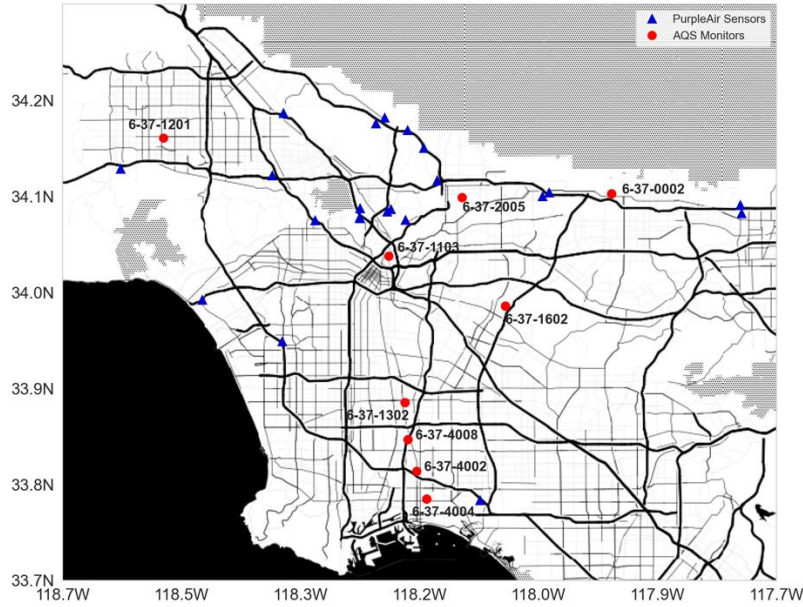 PurpleAir Sensors
AQS Monitors
34.2N
6-37-1201
34.1N
6-37-0002
6-37-2005
6-37-1103
34.0N
6-37-1602
33.9N
6-37-1302
6-37-4008
6-37-4002
33.8N
6-37-4004
33.7N
118.7W 118.6W 118.5W 118.4W 118.3W 118.2W 118.1W 118.0W 117.9W 117.8W 117.7W